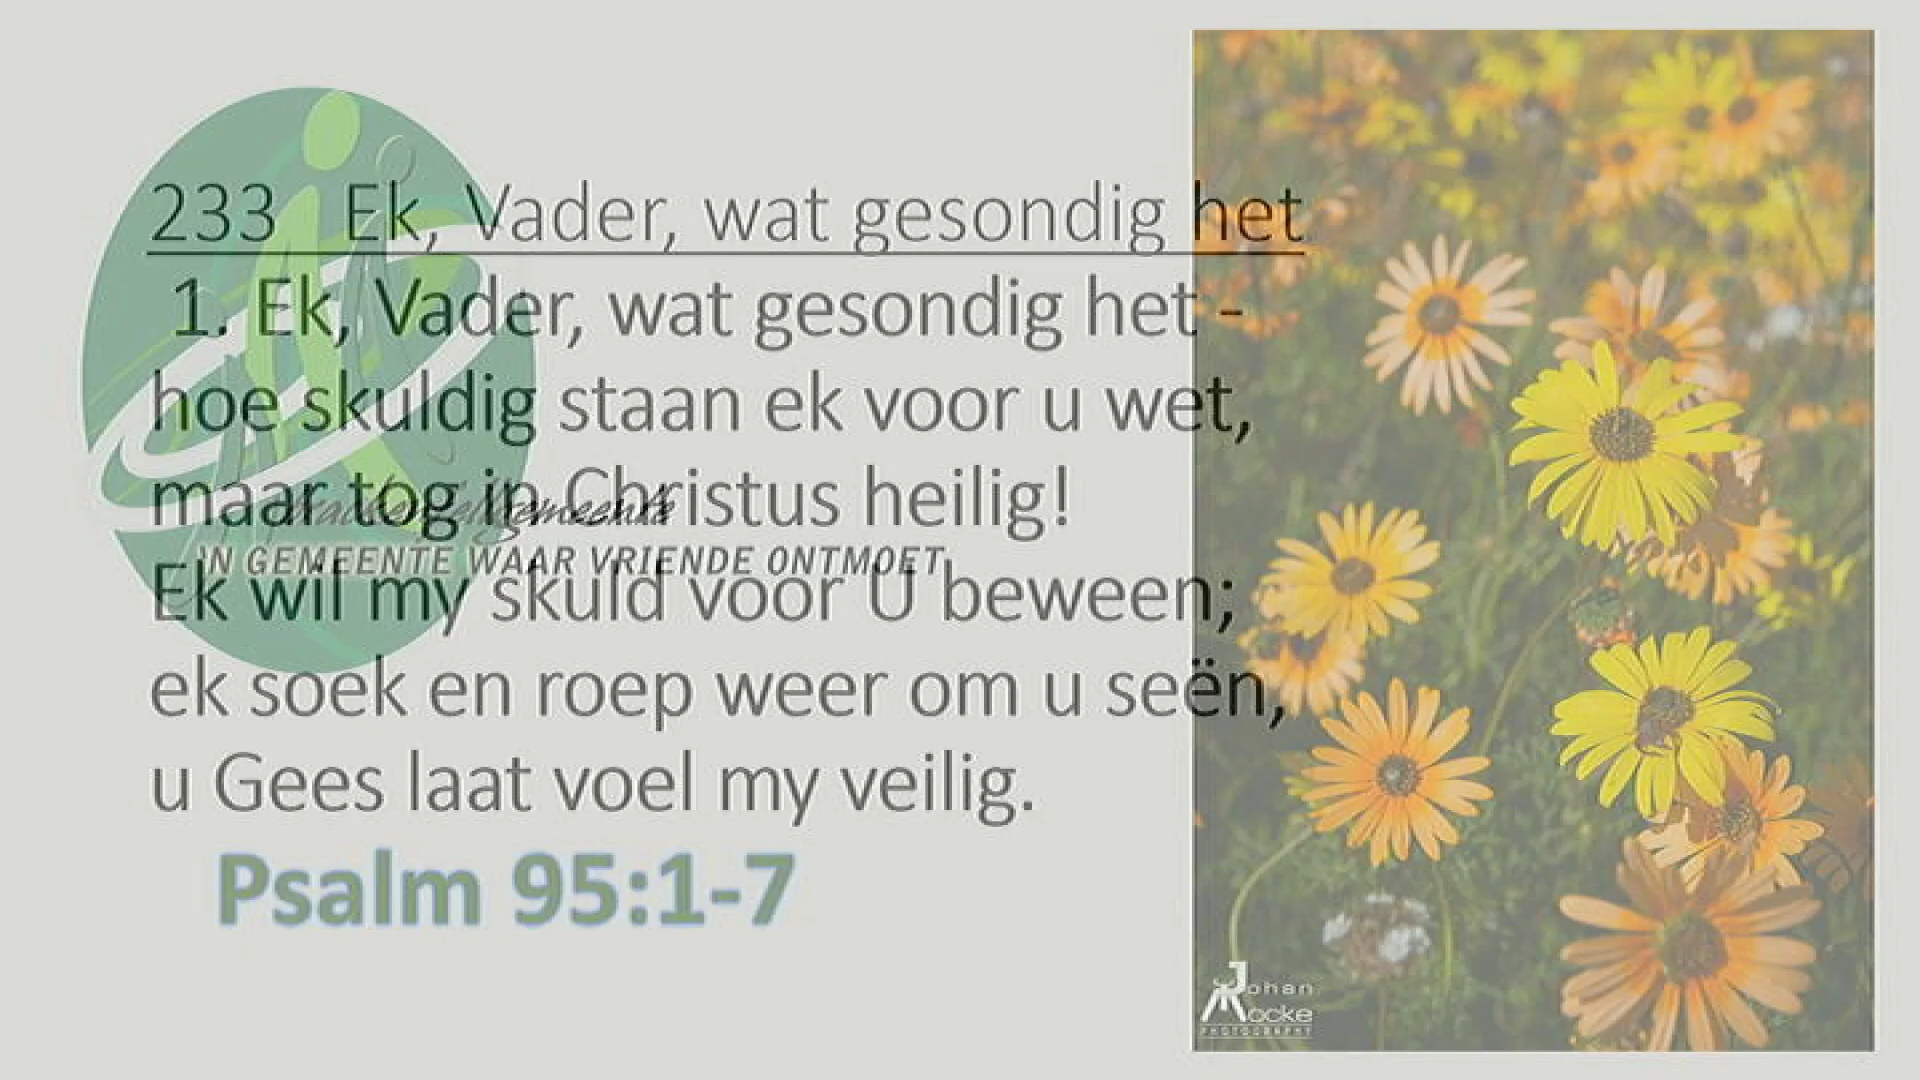 233 Ek, Vader, wat gesondig het
1. Ek, Vader, wat gesondig het -
hoe skuldig staan ek voor u wet,
maar tog in Christus heilig!
'N GEMEENTE WAAR VRIENDE ONTMOET
Ek wil my skuld voor U beween;
ek soek en roep weer om u seën,
u Gees laat voel my veilig.
Psalm 95:1-7
Johan
Mocke
PHOTOGRAPHY